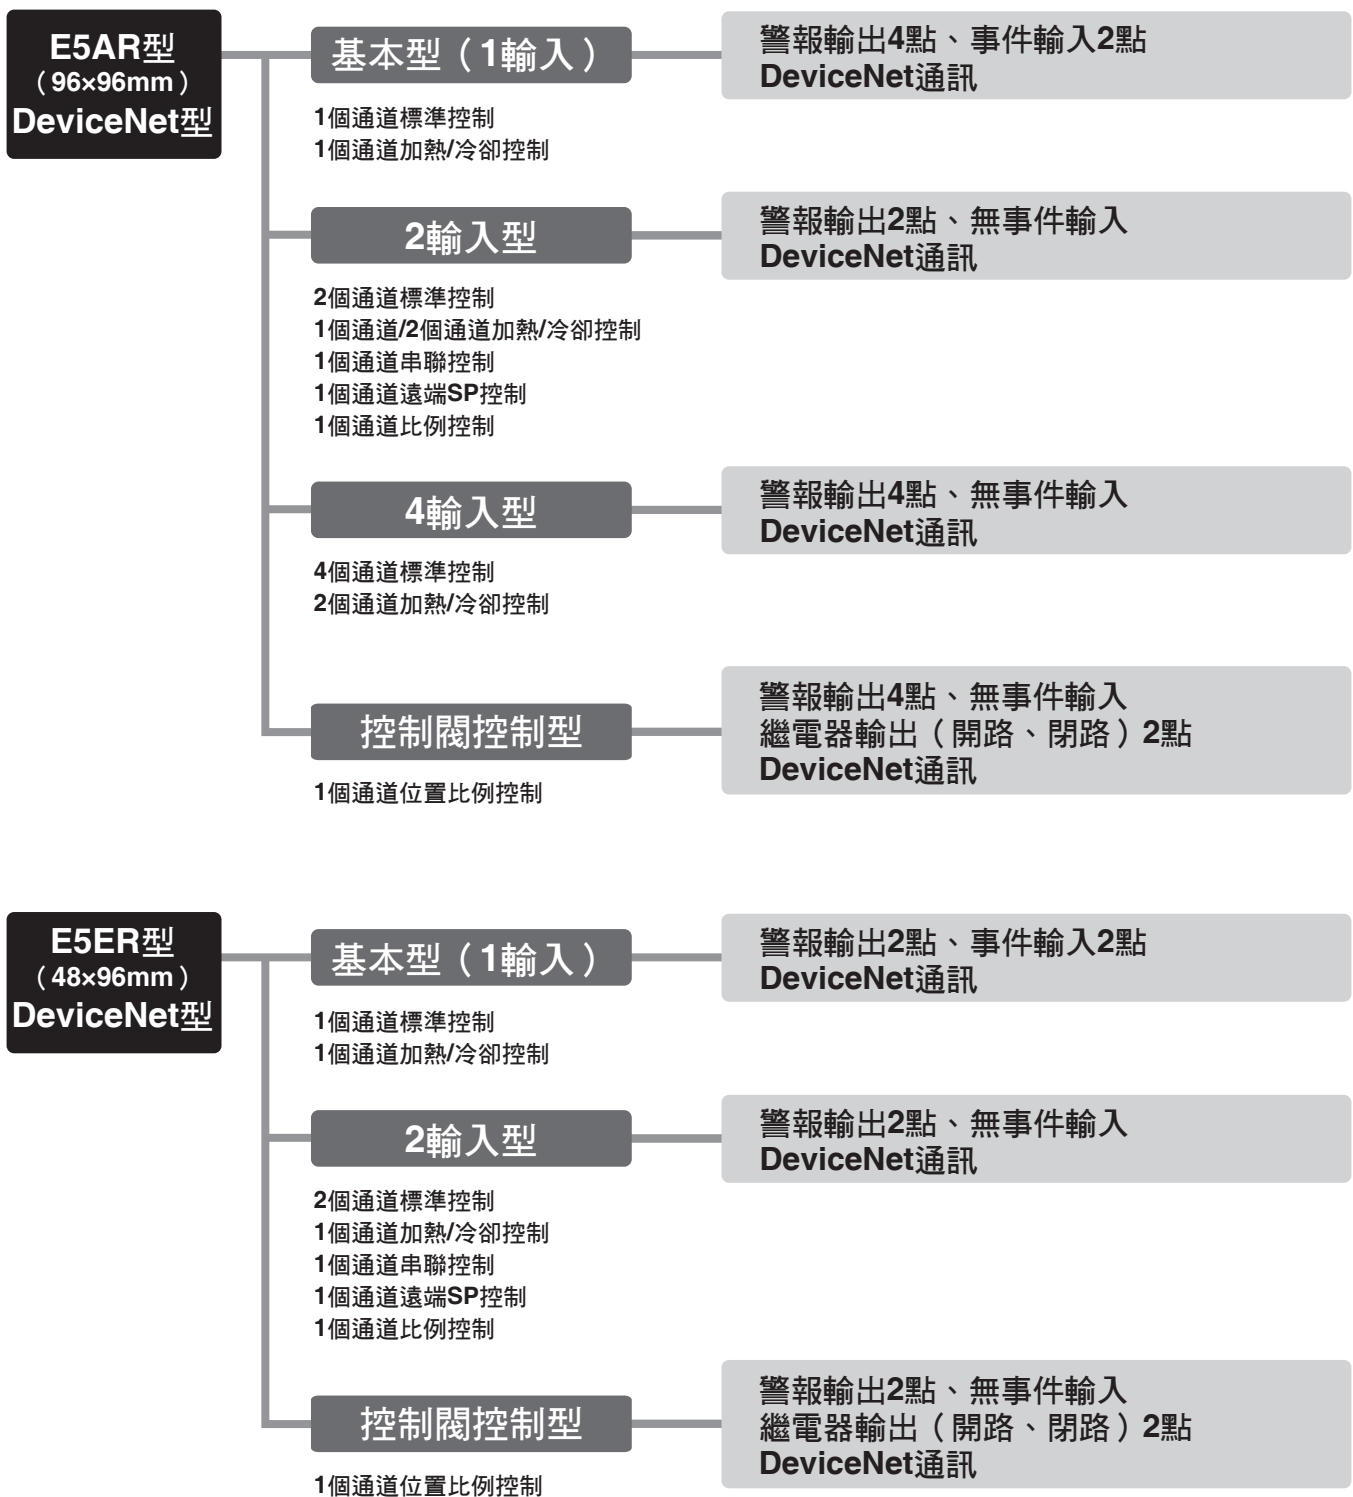 E5AR型
（96×96mm）
DeviceNet型
基本型（1輸入）
警報輸出4點、事件輸入2點
DeviceNet通訊
1個通道標準控制
1個通道加熱/冷卻控制
2輸入型
警報輸出2點、無事件輸入
DeviceNet通訊
2個通道標準控制
1個通道/2個通道加熱/冷卻控制
1個通道串聯控制
1個通道遠端SP控制
1個通道比例控制
4輸入型
警報輸出4點、無事件輸入
DeviceNet通訊
4個通道標準控制
2個通道加熱/冷卻控制
控制閥控制型
警報輸出4點、無事件輸入
繼電器輸出（開路、閉路）2點
DeviceNet通訊
1個通道位置比例控制
E5ER型
（48×96mm）
DeviceNet型
基本型（1輸入）
警報輸出2點、事件輸入2點
DeviceNet通訊
1個通道標準控制
1個通道加熱/冷卻控制
2輸入型
警報輸出2點、無事件輸入
DeviceNet通訊
2個通道標準控制
1個通道加熱/冷卻控制
1個通道串聯控制
1個通道遠端SP控制
1個通道比例控制
控制閥控制型
警報輸出2點、無事件輸入
繼電器輸出（開路、閉路）2點
DeviceNet通訊
1個通道位置比例控制